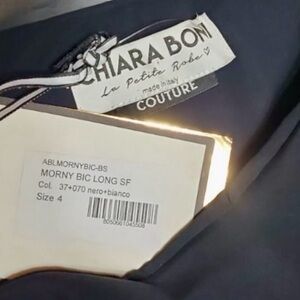 CHIARA BONI
La Petite Robe
made in italy
COUTURE
ABLMORNYBIC-BS
MORNY BIC LONG SF
Col. 37+070 nero+bianco
Size 4
8050661043508